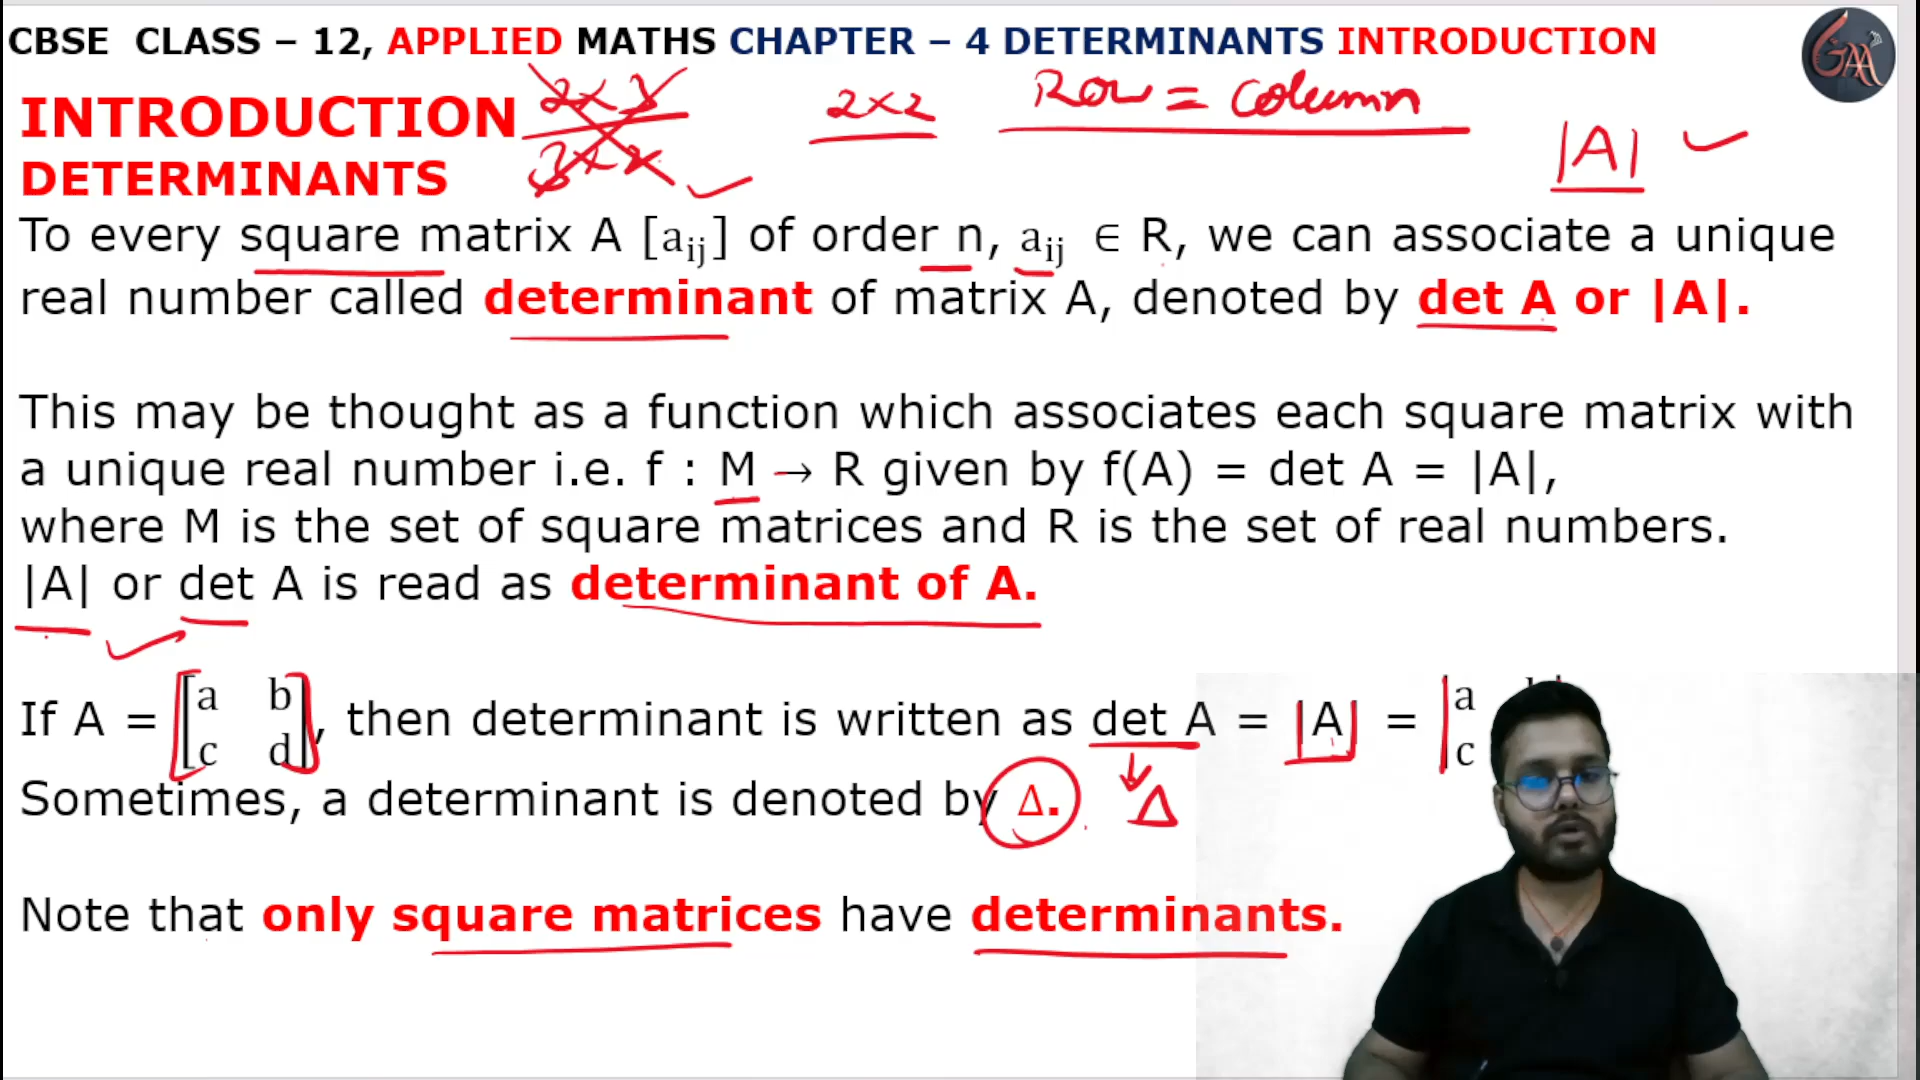 CBSE CLASS – 12, APPLIED MATHS CHAPTER – 4 DETERMINANTS INTRODUCTION
INTRODUCTION
2×2 Row = Column
|A|
DETERMINANTS
To every square matrix A [aᵢⱼ] of order n, aᵢⱼ ∈ R, we can associate a unique
real number called determinant of matrix A, denoted by det A or |A|.
This may be thought as a function which associates each square matrix with
a unique real number i.e. f : M → R given by f(A) = det A = |A|,
where M is the set of square matrices and R is the set of real numbers.
|A| or det A is read as determinant of A.
If A = [a b
c d], then determinant is written as det A = |A| = |a
c
Sometimes, a determinant is denoted by Δ. Δ
Note that only square matrices have determinants.